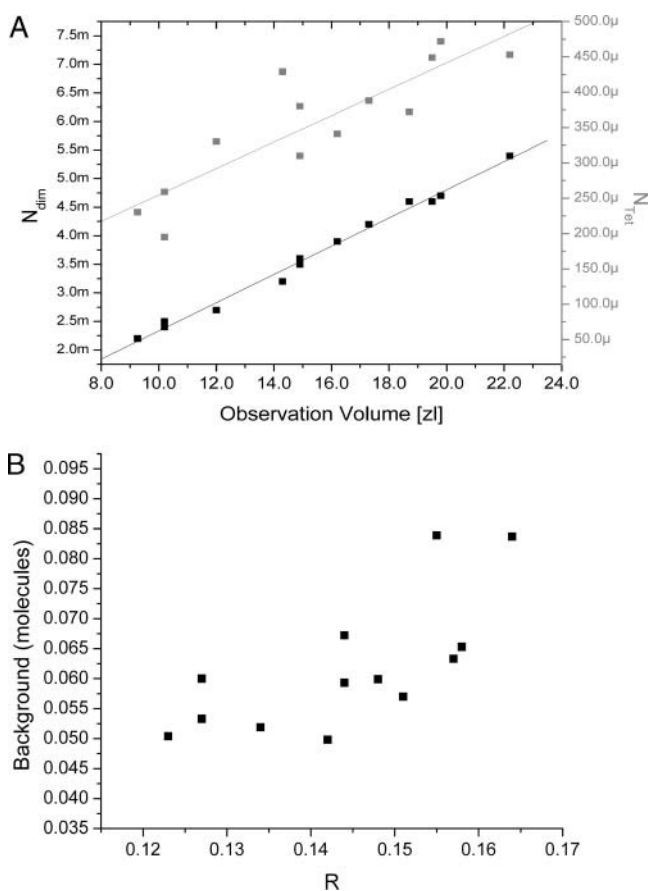 A
7.5m
7.0m
6.5m
6.0m
5.5m
5.0m
4.5m
4.0m
3.5m
3.0m
2.5m
2.0m
N_dim
500.0μ
450.0μ
400.0μ
350.0μ
300.0μ
250.0μ
200.0μ
150.0μ
100.0μ
50.0μ
N_Tet
8.0 10.0 12.0 14.0 16.0 18.0 20.0 22.0 24.0
Observation Volume [zl]
B
0.095
0.090
0.085
0.080
0.075
0.070
0.065
0.060
0.055
0.050
0.045
0.040
0.035
Background (molecules)
0.12 0.13 0.14 0.15 0.16 0.17
R